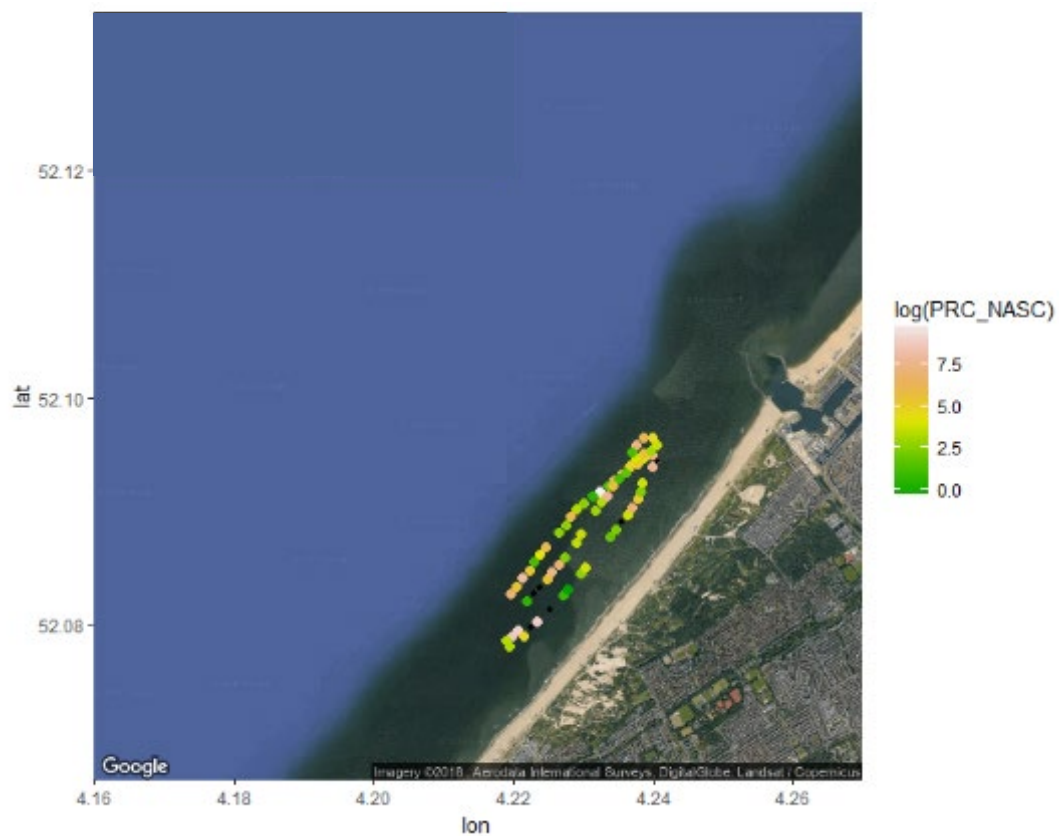 52.12
52.10
52.08
lat
log(PRC_NASC)
7.5
5.0
2.5
0.0
Google
Imagery ©2018 , Aerodata International Surveys, DigitalGlobe, Landsat / Copernicus
4.16 4.18 4.20 4.22 4.24 4.26
lon